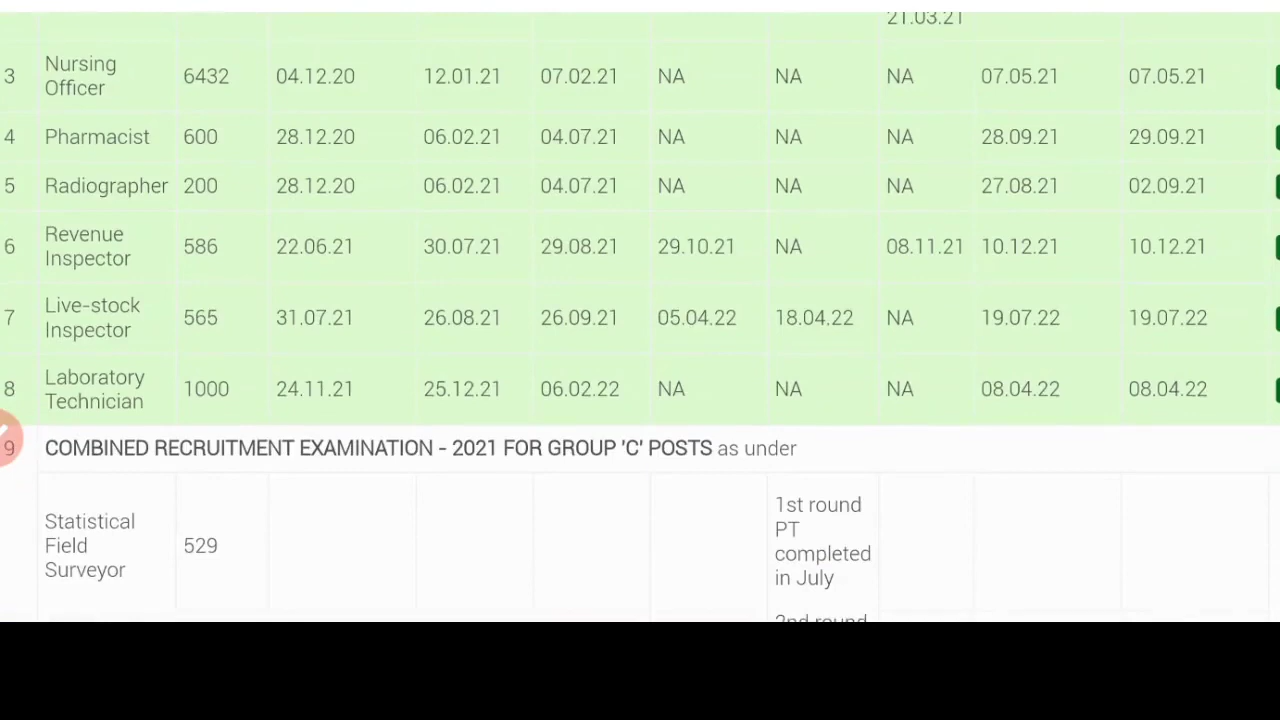 21.03.21
3 Nursing Officer 6432 04.12.20 12.01.21 07.02.21 NA NA NA 07.05.21 07.05.21
4 Pharmacist 600 28.12.20 06.02.21 04.07.21 NA NA NA 28.09.21 29.09.21
5 Radiographer 200 28.12.20 06.02.21 04.07.21 NA NA NA 27.08.21 02.09.21
6 Revenue Inspector 586 22.06.21 30.07.21 29.08.21 29.10.21 NA 08.11.21 10.12.21 10.12.21
7 Live-stock Inspector 565 31.07.21 26.08.21 26.09.21 05.04.22 18.04.22 NA 19.07.22 19.07.22
8 Laboratory Technician 1000 24.11.21 25.12.21 06.02.22 NA NA NA 08.04.22 08.04.22
9 COMBINED RECRUITMENT EXAMINATION - 2021 FOR GROUP 'C' POSTS as under
Statistical Field Surveyor 529 1st round PT completed in July
2nd round